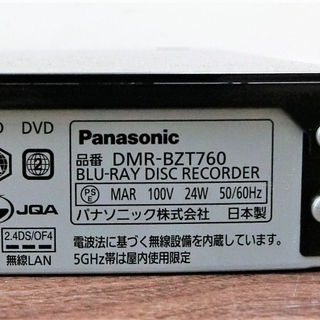 DVD
2
JQA
2.4DS/OF4
無線LAN
Panasonic
品番 DMR-BZT760
BLU-RAY DISC RECORDER
PSE MAR 100V 24W 50/60Hz
パナソニック株式会社 日本製
電波法に基づく無線設備を内蔵しています。
5GHz帯は屋内使用限定